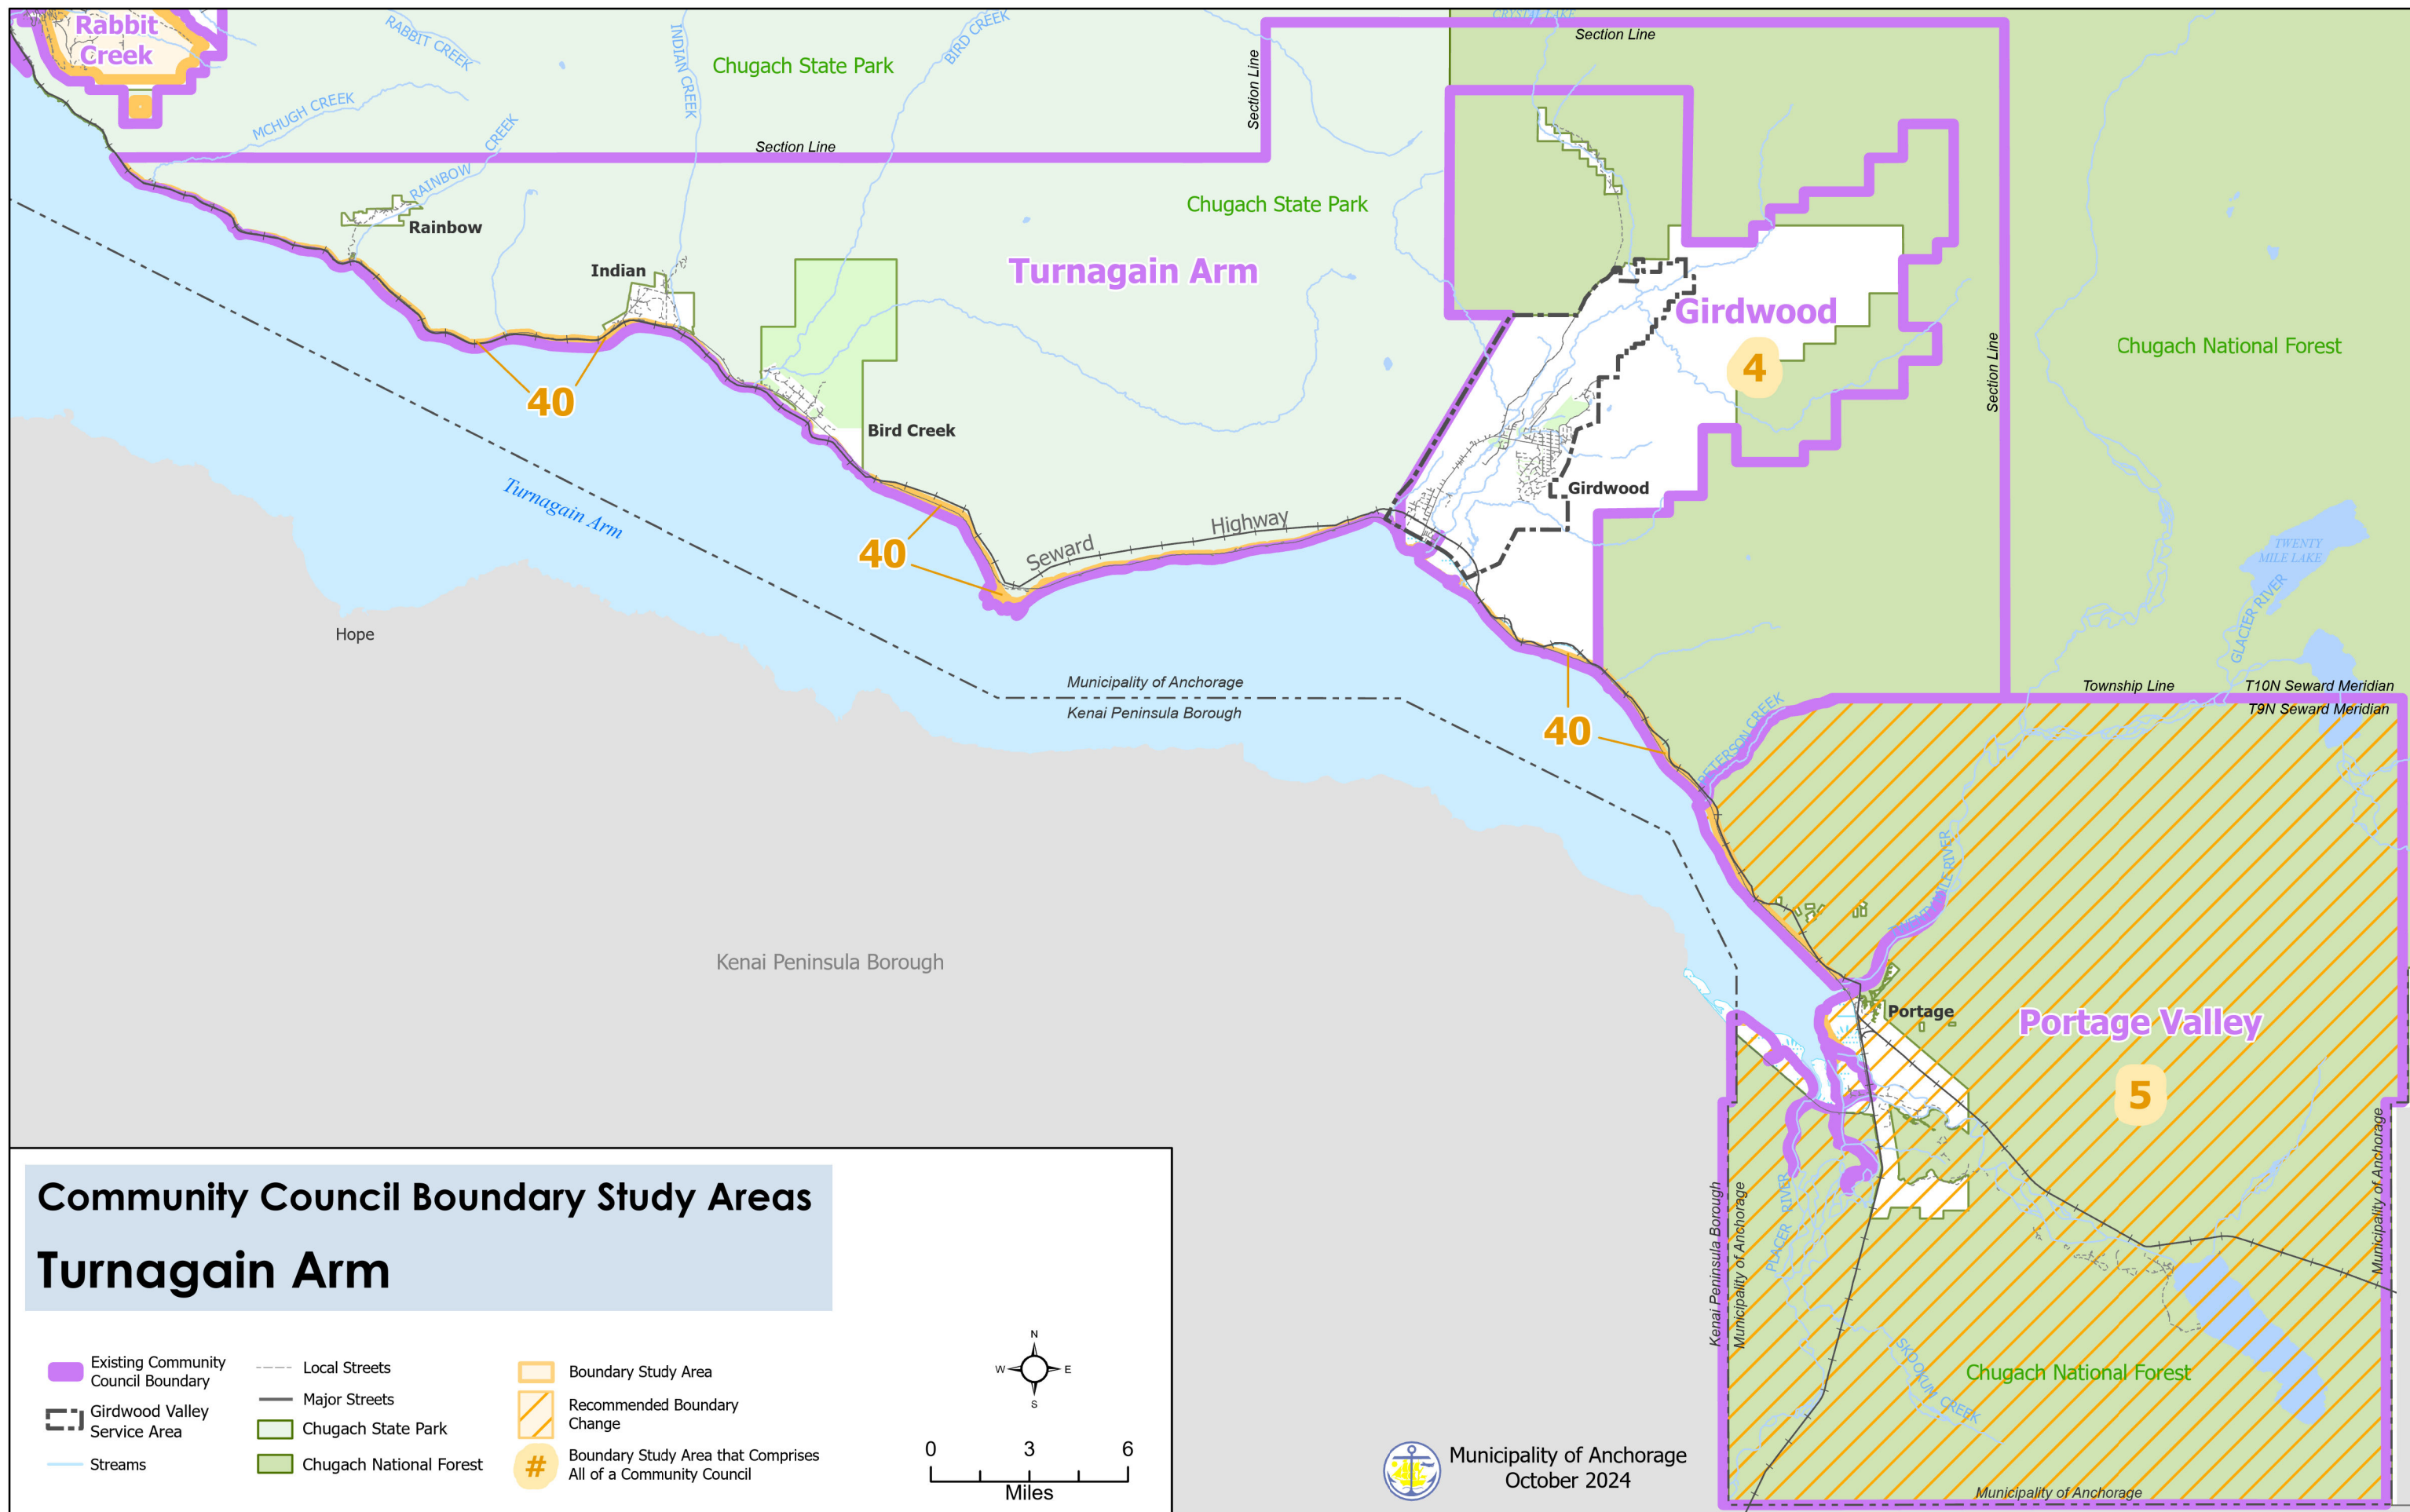 Rabbit
Creek
RABBIT CREEK
INDIAN CREEK
BIRD CREEK
Chugach State Park
CRYSTAL LAKE
Section Line
Section Line
MCHUGH CREEK
Section Line
RAINBOW CREEK
Rainbow
Chugach State Park
Indian
Turnagain Arm
Girdwood
4
Section Line
Chugach National Forest
40
Bird Creek
Girdwood
Turnagain Arm
40
Seward Highway
TWENTY
MILE LAKE
GLACIER RIVER
Hope
Municipality of Anchorage
Kenai Peninsula Borough
40
Township Line
T10N Seward Meridian
T9N Seward Meridian
PETERSON CREEK
TWENTYMILE RIVER
Kenai Peninsula Borough
Portage
Portage Valley
5
PLACER RIVER
Kenai Peninsula Borough
Municipality of Anchorage
Municipality of Anchorage
SKOOKUM CREEK
Chugach National Forest
Municipality of Anchorage
Community Council Boundary Study Areas
Turnagain Arm
Existing Community
Council Boundary
Girdwood Valley
Service Area
Streams
Local Streets
Major Streets
Chugach State Park
Chugach National Forest
Boundary Study Area
Recommended Boundary
Change
#
Boundary Study Area that Comprises
All of a Community Council
N
W
E
S
0 3 6
Miles
Municipality of Anchorage
October 2024